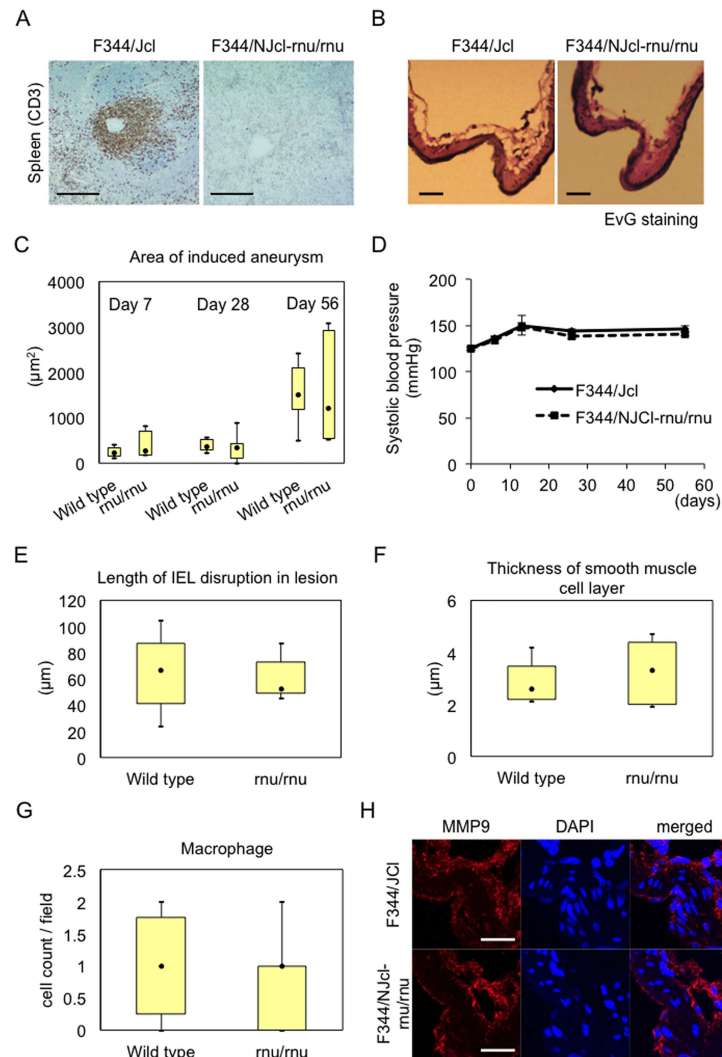 A
F344/Jcl
F344/NJcl-rnu/rnu
Spleen (CD3)
B
F344/Jcl
F344/NJcl-rnu/rnu
EvG staining
C
Area of induced aneurysm
4000
3000
2000
1000
0
(μm²)
Day 7
Day 28
Day 56
Wild type
rnu/rnu
Wild type
rnu/rnu
Wild type
rnu/rnu
D
200
150
100
50
0
Systolic blood pressure
(mmHg)
F344/Jcl
F344/NJCl-rnu/rnu
0 10 20 30 40 50 60
(days)
E
Length of IEL disruption in lesion
120
100
80
60
40
20
0
(μm)
Wild type
rnu/rnu
F
Thickness of smooth muscle
cell layer
6
4
2
0
(μm)
Wild type
rnu/rnu
G
Macrophage
2.5
2
1.5
1
0.5
0
cell count / field
Wild type
rnu/rnu
H
MMP9
DAPI
merged
F344/JCl
F344/NJcl-
rnu/rnu